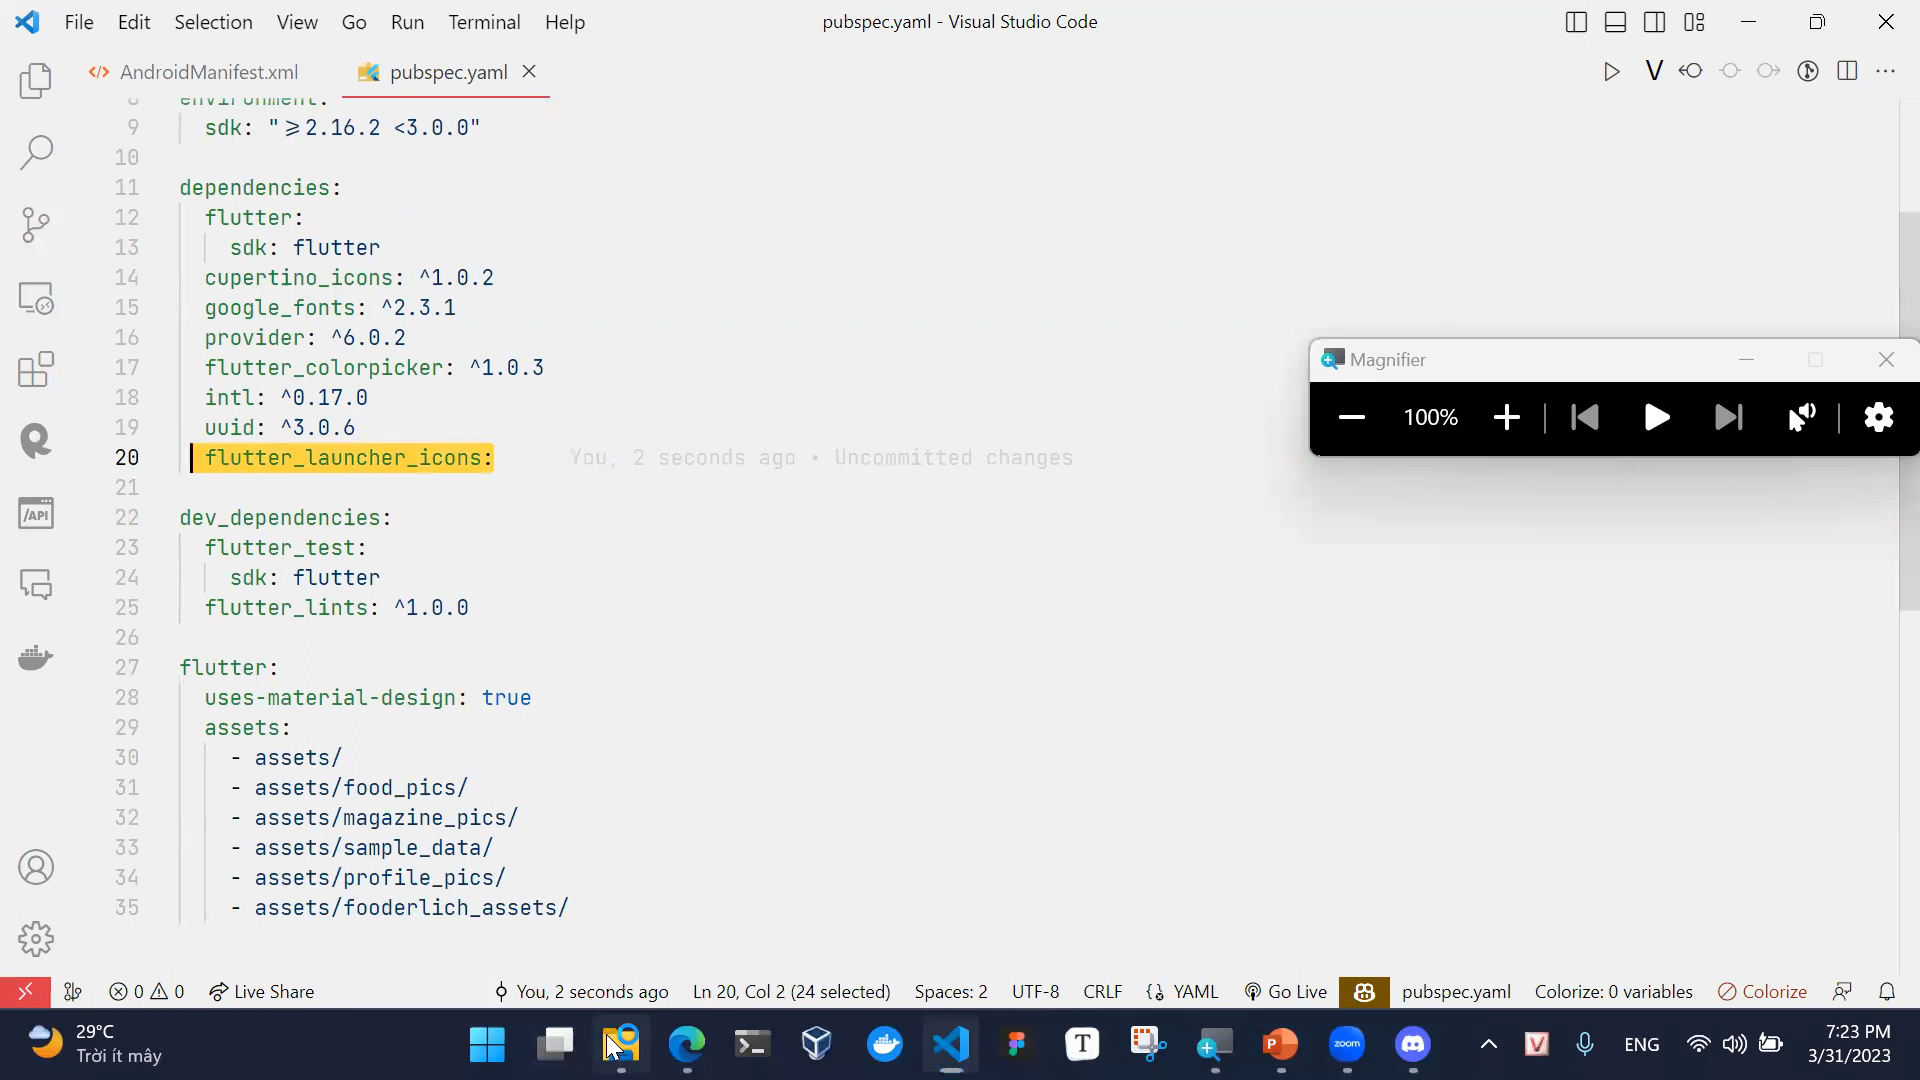 File Edit Selection View Go Run Terminal Help
pubspec.yaml - Visual Studio Code
AndroidManifest.xml
pubspec.yaml
8 environment:
9 sdk: "≥2.16.2 <3.0.0"
10
11 dependencies:
12 flutter:
13 sdk: flutter
14 cupertino_icons: ^1.0.2
15 google_fonts: ^2.3.1
16 provider: ^6.0.2
17 flutter_colorpicker: ^1.0.3
18 intl: ^0.17.0
19 uuid: ^3.0.6
20 flutter_launcher_icons: You, 2 seconds ago • Uncommitted changes
21
22 dev_dependencies:
23 flutter_test:
24 sdk: flutter
25 flutter_lints: ^1.0.0
26
27 flutter:
28 uses-material-design: true
29 assets:
30 - assets/
31 - assets/food_pics/
32 - assets/magazine_pics/
33 - assets/sample_data/
34 - assets/profile_pics/
35 - assets/fooderlich_assets/
Magnifier
100%
/API
0 0 Live Share You, 2 seconds ago Ln 20, Col 2 (24 selected) Spaces: 2 UTF-8 CRLF YAML Go Live pubspec.yaml Colorize: 0 variables Colorize
29°C
Trời ít mây
T
zoom
V
ENG
7:23 PM
3/31/2023